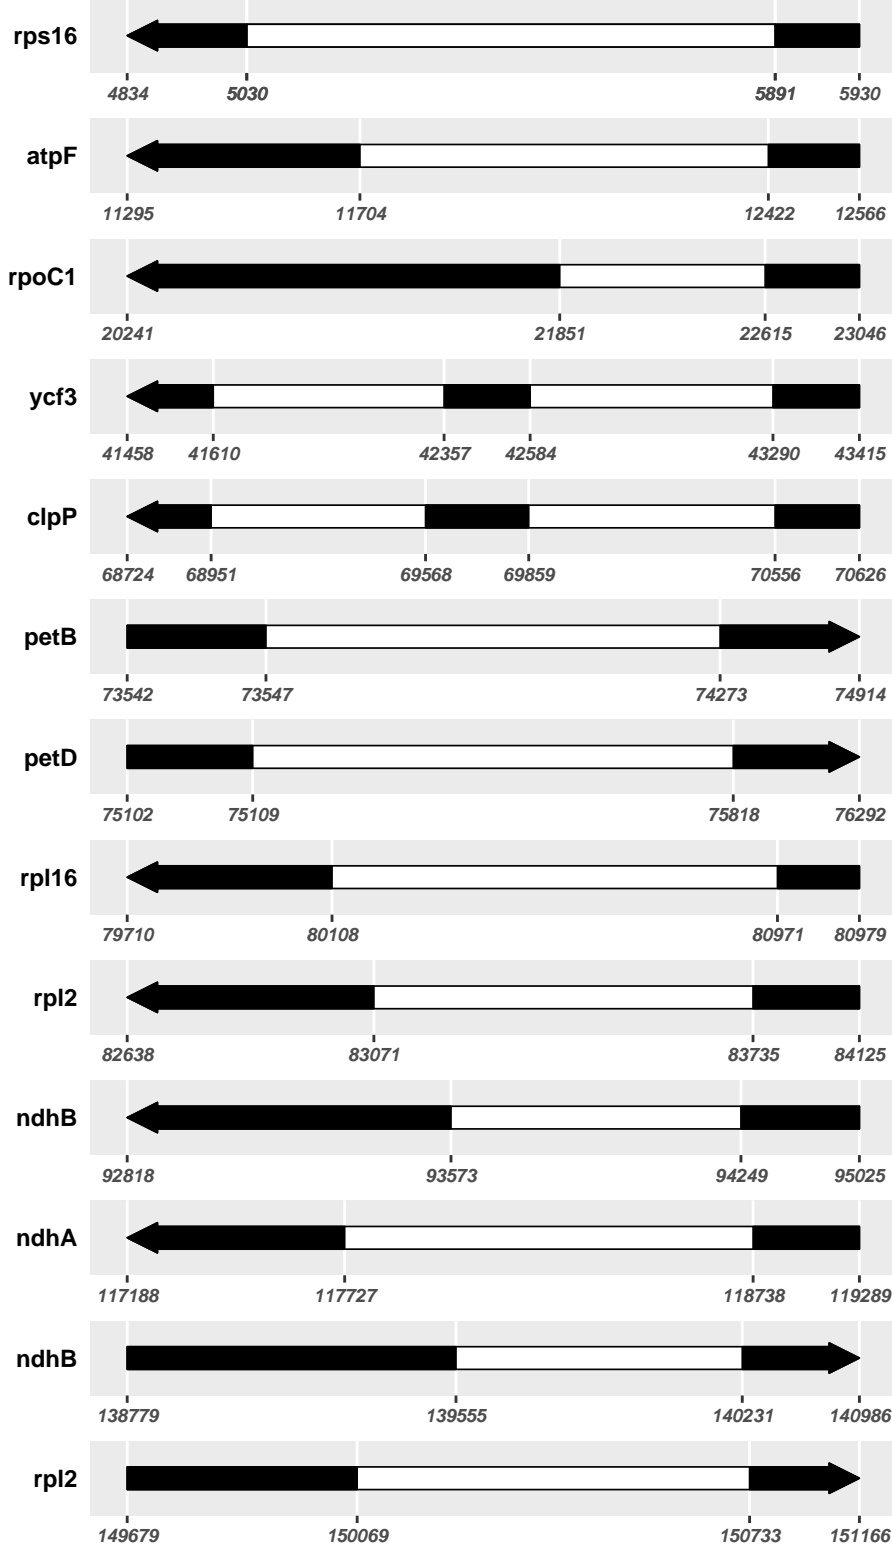 rps16
4834 5030 5891 5930
atpF
11295 11704 12422 12566
rpoC1
20241 21851 22615 23046
ycf3
41458 41610 42357 42584 43290 43415
clpP
68724 68951 69568 69859 70556 70626
petB
73542 73547 74273 74914
petD
75102 75109 75818 76292
rpl16
79710 80108 80971 80979
rpl2
82638 83071 83735 84125
ndhB
92818 93573 94249 95025
ndhA
117188 117727 118738 119289
ndhB
138779 139555 140231 140986
rpl2
149679 150069 150733 151166